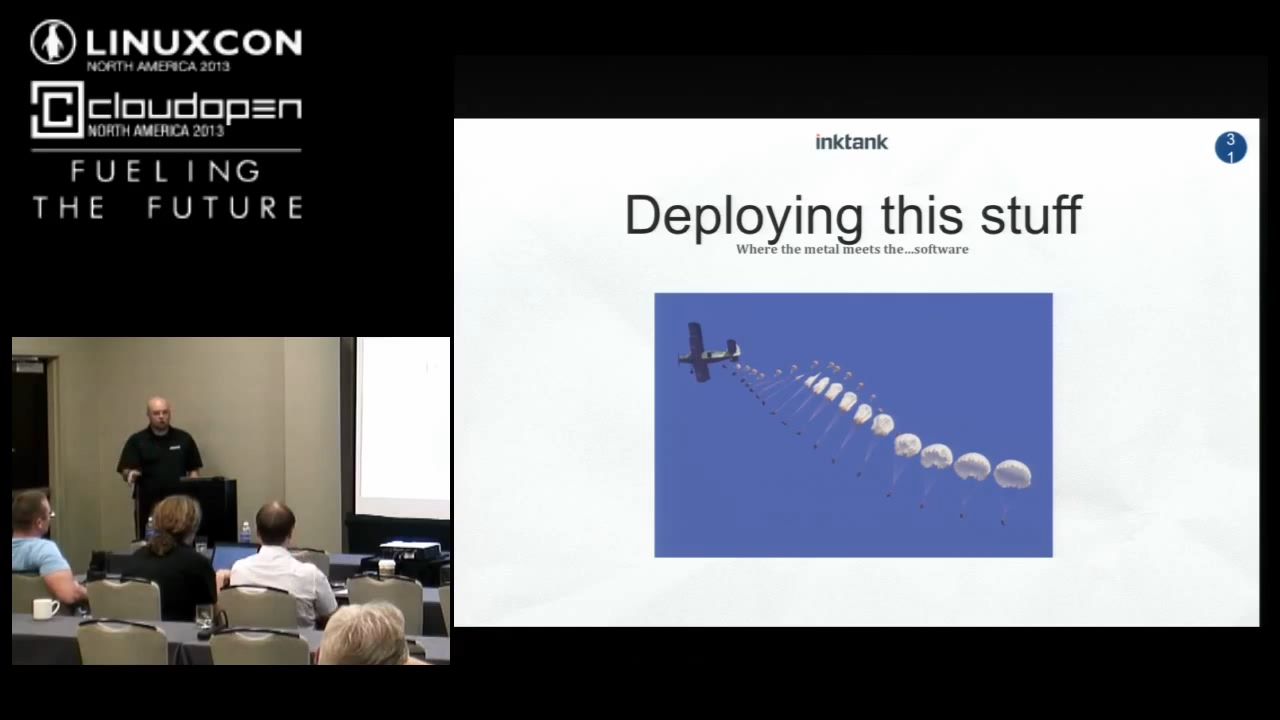 LINUXCON
NORTH AMERICA 2013
cloudopen
NORTH AMERICA 2013
FUELING
THE FUTURE
inktank
3
1
Deploying this stuff
Where the metal meets the...software